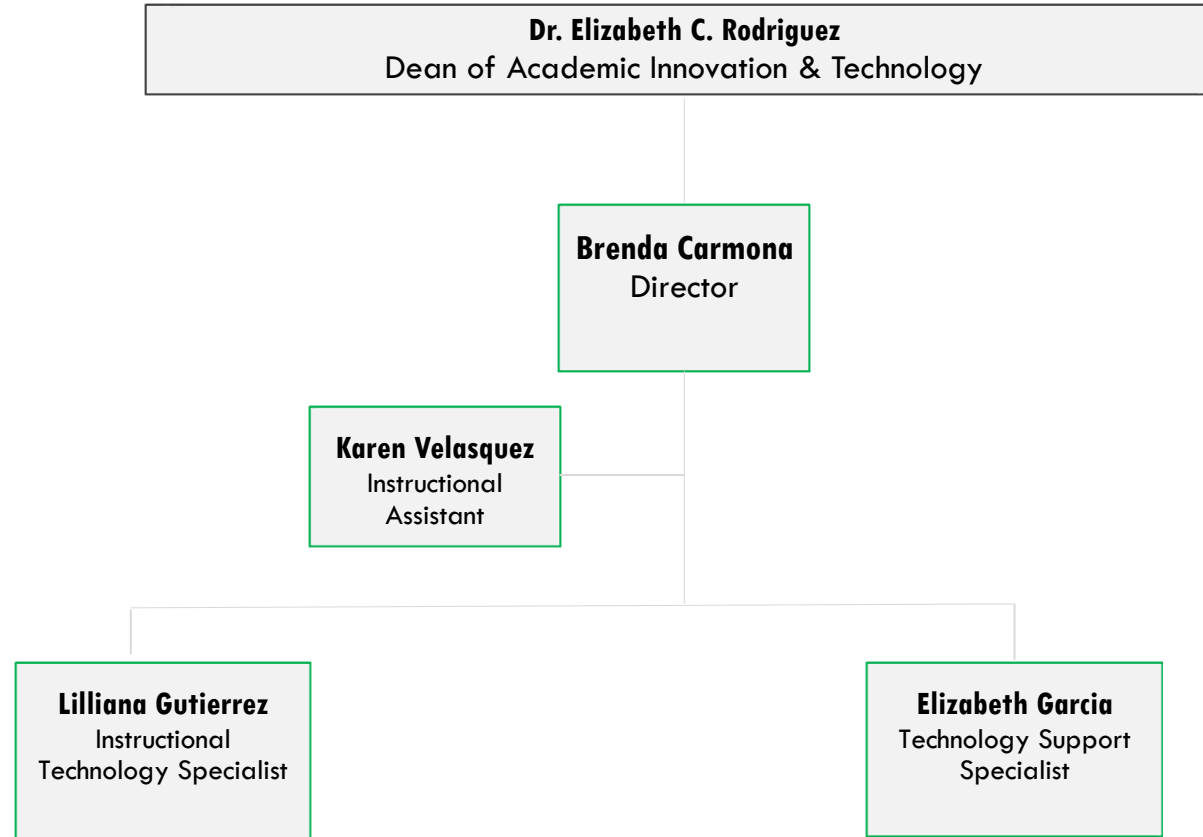 Dr. Elizabeth C. Rodriguez
Dean of Academic Innovation & Technology
Brenda Carmona
Director
Karen Velasquez
Instructional
Assistant
Lilliana Gutierrez
Instructional
Technology Specialist
Elizabeth Garcia
Technology Support
Specialist